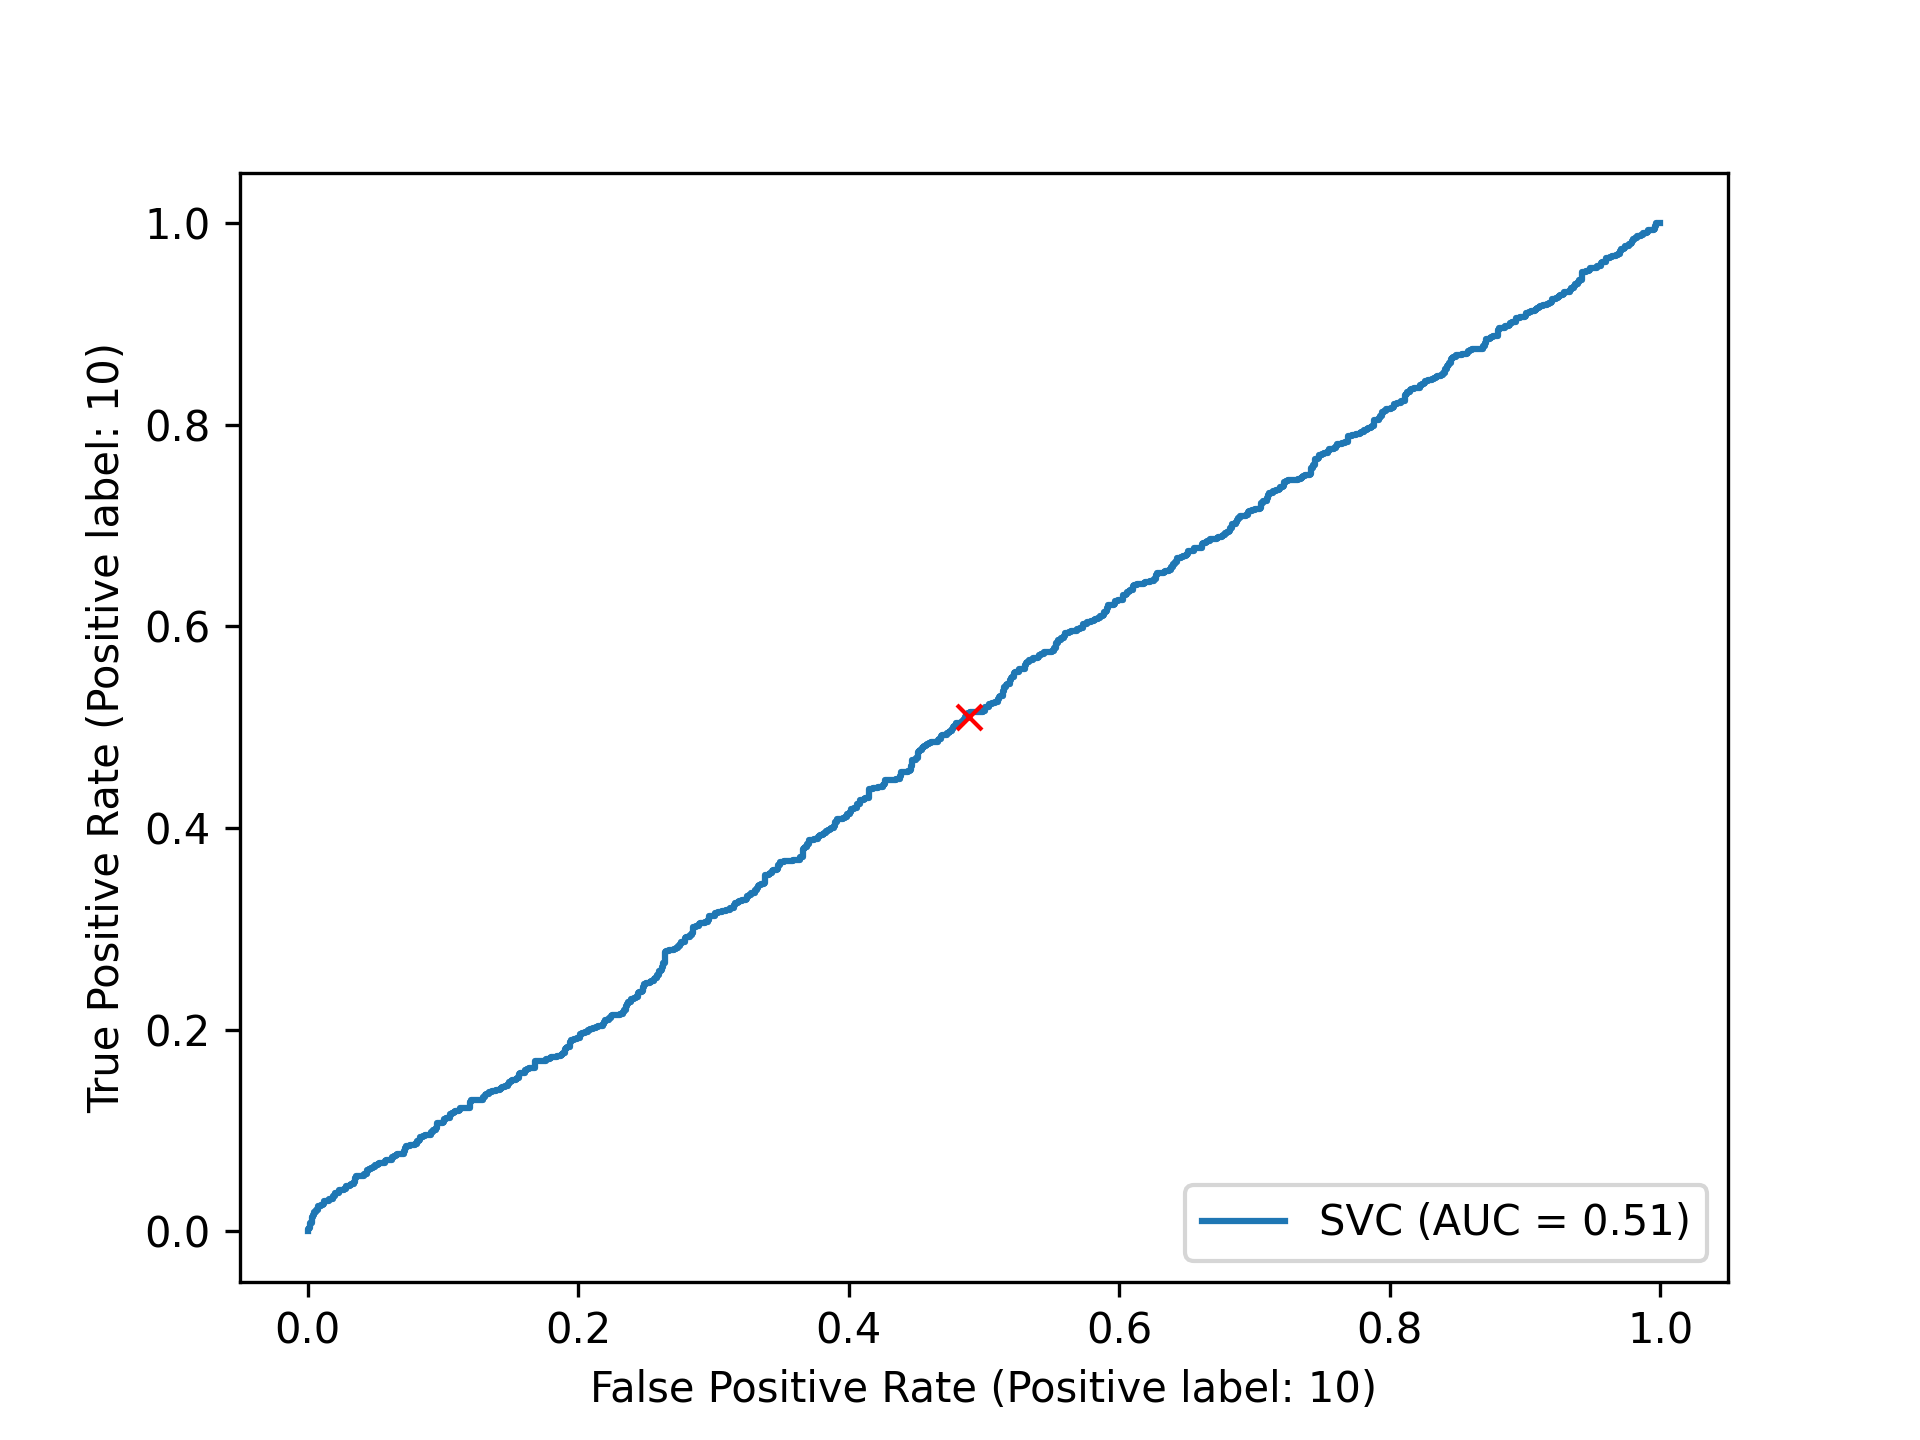 1.0
0.8
0.6
0.4
0.2
0.0
True Positive Rate (Positive label: 10)
SVC (AUC = 0.51)
0.0 0.2 0.4 0.6 0.8 1.0
False Positive Rate (Positive label: 10)